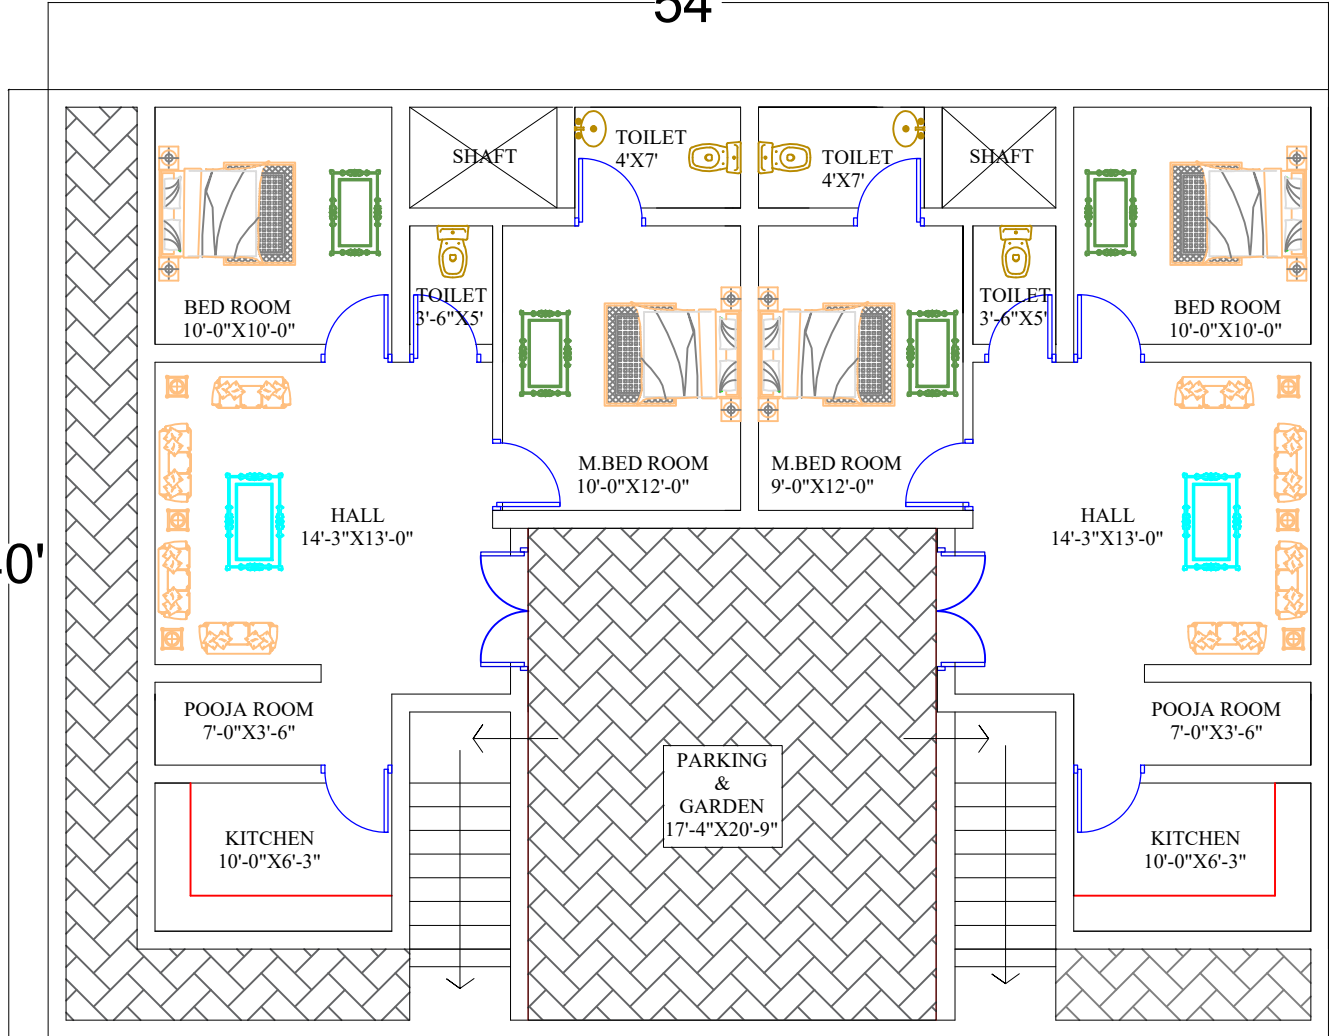 54'
0'
SHAFT
TOILET
4'X7'
TOILET
4'X7'
SHAFT
BED ROOM
10'-0"X10'-0"
TOILET
3'-6"X5'
TOILET
3'-6"X5'
BED ROOM
10'-0"X10'-0"
M.BED ROOM
10'-0"X12'-0"
M.BED ROOM
9'-0"X12'-0"
HALL
14'-3"X13'-0"
HALL
14'-3"X13'-0"
POOJA ROOM
7'-0"X3'-6"
POOJA ROOM
7'-0"X3'-6"
PARKING
&
GARDEN
17'-4"X20'-9"
KITCHEN
10'-0"X6'-3"
KITCHEN
10'-0"X6'-3"